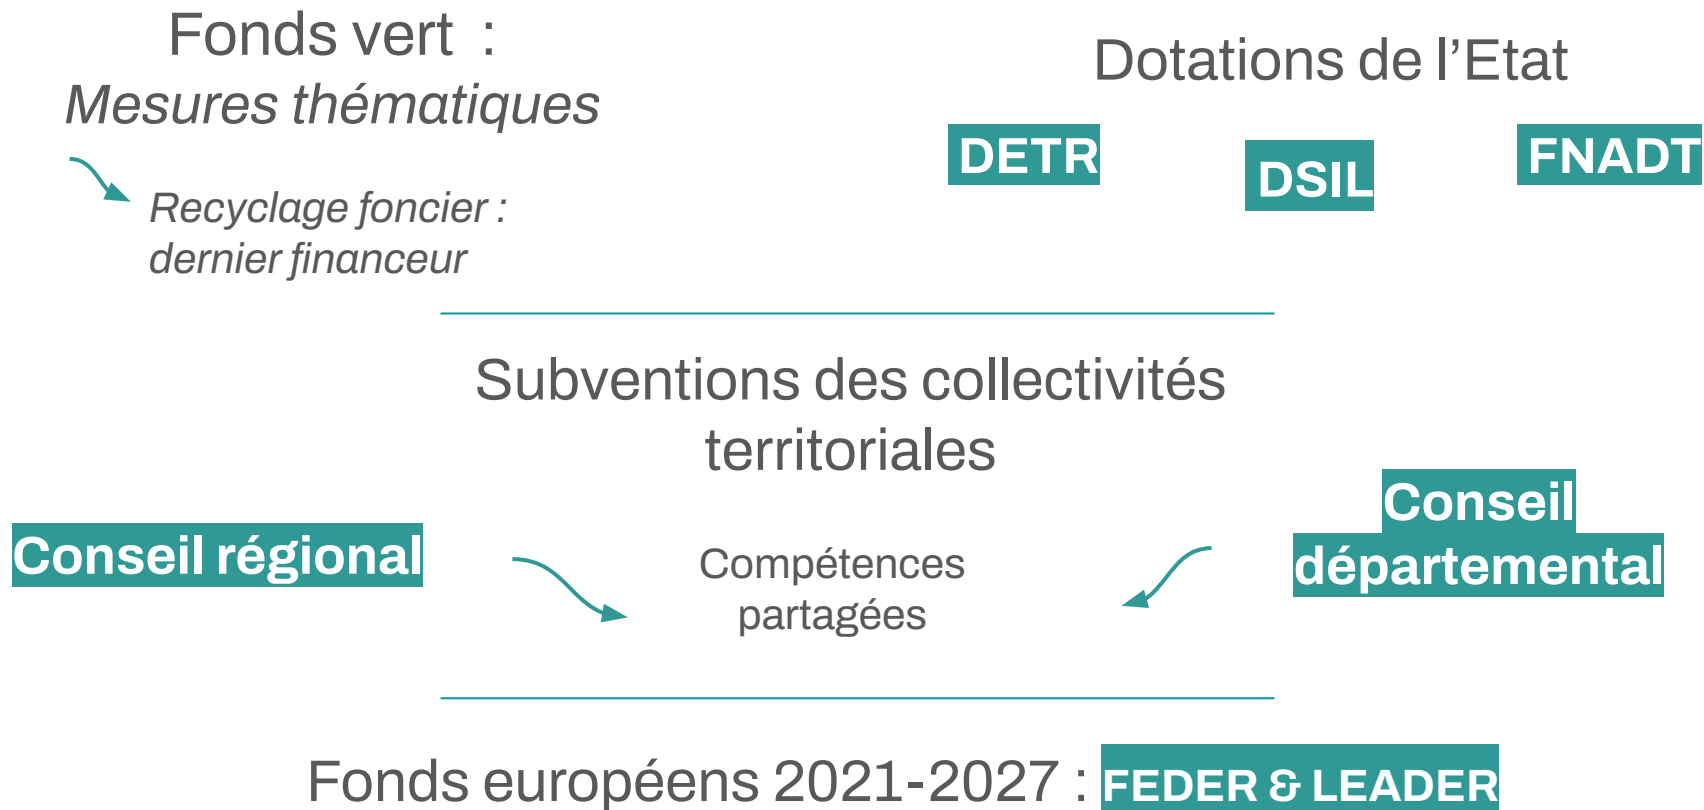 Fonds vert :
Mesures thématiques
Recyclage foncier :
dernier financeur
Dotations de l’Etat
DETR
DSIL
FNADT
Subventions des collectivités
territoriales
Conseil régional
Compétences
partagées
Conseil
départemental
Fonds européens 2021-2027 : FEDER & LEADER